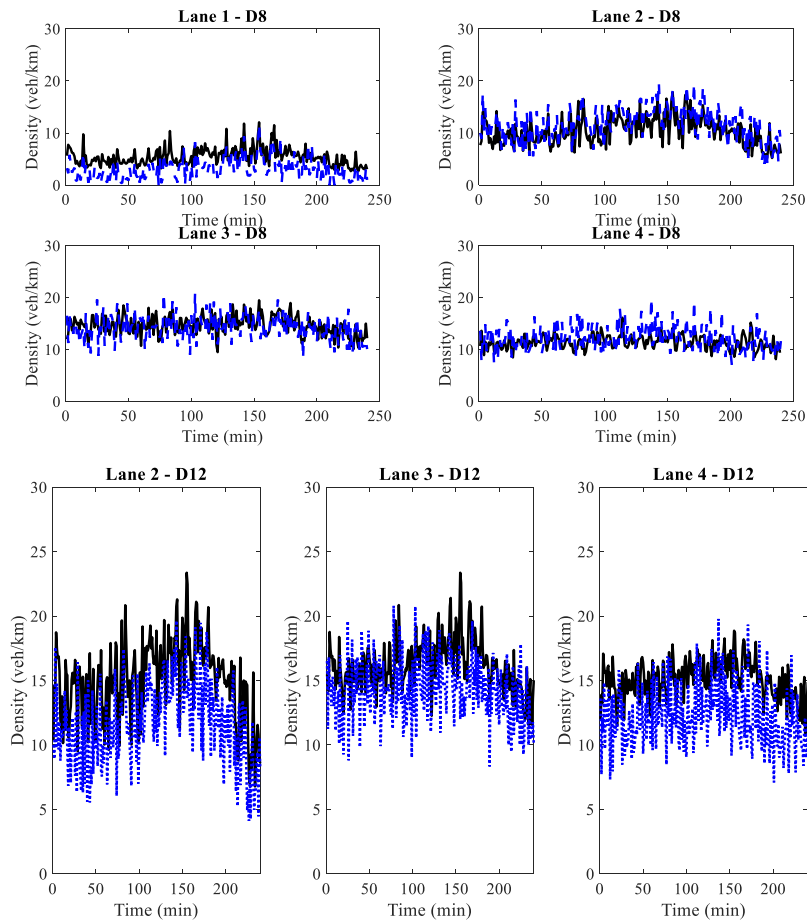 Lane 1 - D8
Density (veh/km)
30
20
10
0
0 50 100 150 200 250
Time (min)
Lane 2 - D8
Density (veh/km)
30
20
10
0
0 50 100 150 200 250
Time (min)
Lane 3 - D8
Density (veh/km)
30
20
10
0
0 50 100 150 200 250
Time (min)
Lane 4 - D8
Density (veh/km)
30
20
10
0
0 50 100 150 200 250
Time (min)
Lane 2 - D12
Density (veh/km)
30
25
20
15
10
5
0
0 50 100 150 200
Time (min)
Lane 3 - D12
Density (veh/km)
30
25
20
15
10
5
0
0 50 100 150 200
Time (min)
Lane 4 - D12
Density (veh/km)
30
25
20
15
10
5
0
0 50 100 150 200
Time (min)